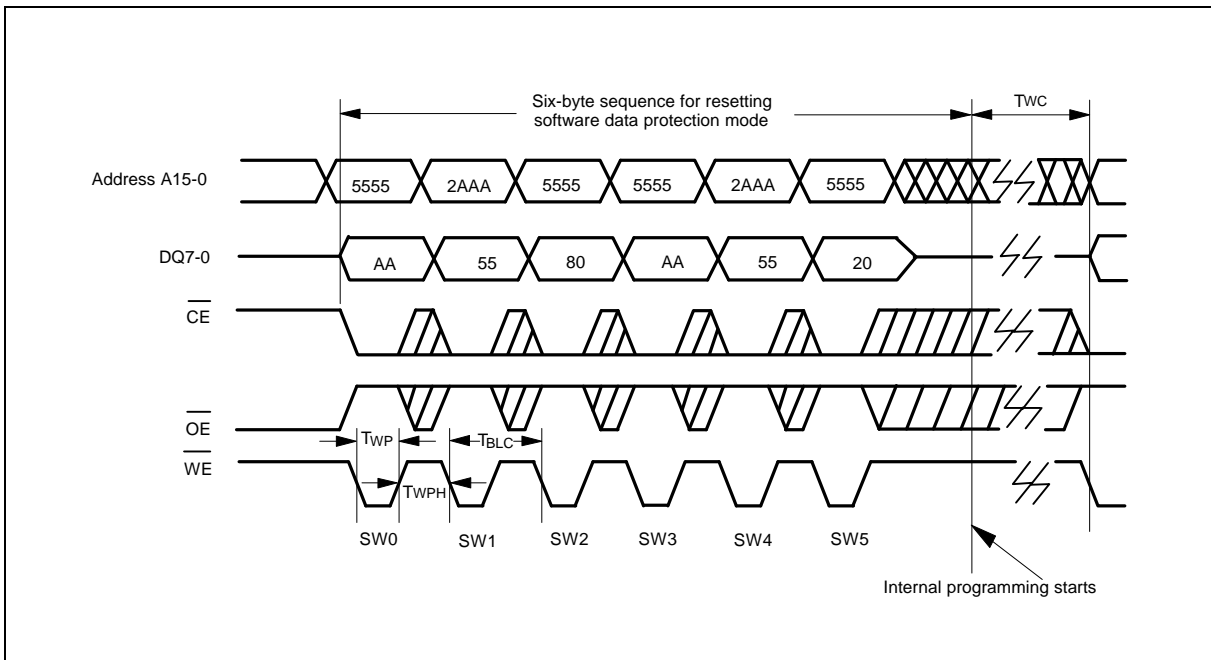 Six-byte sequence for resetting
software data protection mode
TWC
Address A15-0
5555 2AAA 5555 5555 2AAA 5555
DQ7-0
AA 55 80 AA 55 20
CE
OE
TWP
TBLC
WE
TWPH
SW0 SW1 SW2 SW3 SW4 SW5
Internal programming starts